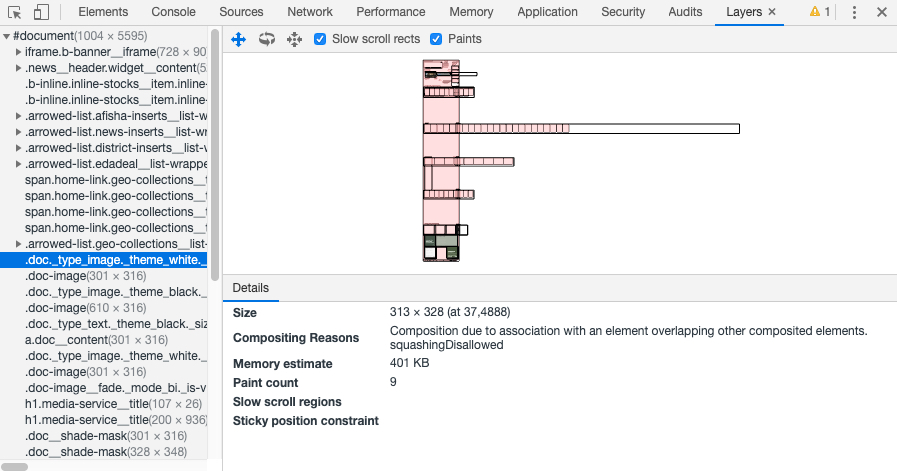 Elements Console Sources Network Performance Memory Application Security Audits Layers × 1
Slow scroll rects Paints
#document(1004 × 5595)
iframe.b-banner__iframe(728 × 90
.news__header.widget__content(5
.b-inline.inline-stocks__item.inline-
.b-inline.inline-stocks__item.inline-
.arrowed-list.afisha-inserts__list-w
.arrowed-list.news-inserts__list-wr
.arrowed-list.district-inserts__list-v
.arrowed-list.edadeal__list-wrappe
span.home-link.geo-collections__t
span.home-link.geo-collections__t
span.home-link.geo-collections__t
span.home-link.geo-collections__t
.arrowed-list.geo-collections__list-
.doc._type_image._theme_white._
.doc-image(301 × 316)
.doc._type_image._theme_black._
.doc-image(610 × 316)
.doc._type_text._theme_black._siz
a.doc__content(301 × 316)
.doc._type_image._theme_white._
.doc-image(301 × 316)
.doc-image__fade._mode_bi._is-v
h1.media-service__title(107 × 26)
h1.media-service__title(200 × 936)
.doc__shade-mask(301 × 316)
.doc__shade-mask(328 × 348)
Details
Size 313 × 328 (at 37,4888)
Compositing Reasons Composition due to association with an element overlapping other composited elements.
squashingDisallowed
Memory estimate 401 KB
Paint count 9
Slow scroll regions
Sticky position constraint